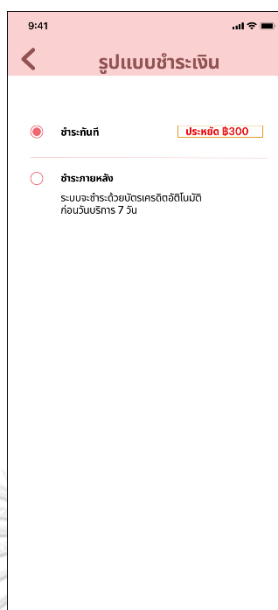 9:41
รูปแบบชำระเงิน
ชำระทันที
ประหยัด ฿300
ชำระภายหลัง
ระบบจะชำระด้วยบัตรเครดิตอัติโนมัติ
ก่อนวันบริการ 7 วัน